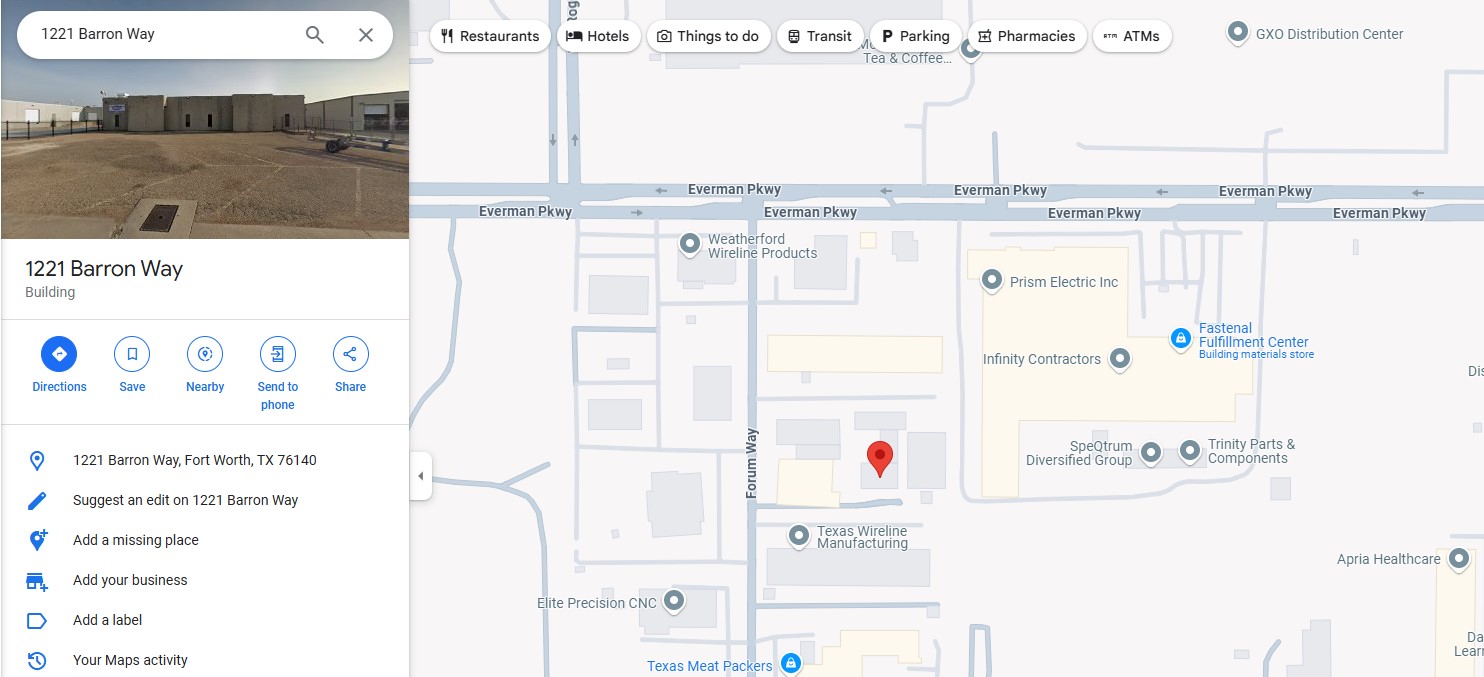 1221 Barron Way
Restaurants
Hotels
Things to do
Transit
Parking
Pharmacies
ATM
ATMs
Rog
Tea & Coffee...
GXO Distribution Center
Everman Pkwy
Everman Pkwy
Everman Pkwy
Everman Pkwy
Everman Pkwy
Everman Pkwy
Everman Pkwy
Weatherford
Wireline Products
Prism Electric Inc
Fastenal
Fulfillment Center
Building materials store
Infinity Contractors
Forum Way
SpeQtrum
Diversified Group
Trinity Parts &
Components
Texas Wireline
Manufacturing
Apria Healthcare
Elite Precision CNC
Texas Meat Packers
Dis
Da
Learn
1221 Barron Way
Building
Directions
Save
Nearby
Send to
phone
Share
1221 Barron Way, Fort Worth, TX 76140
Suggest an edit on 1221 Barron Way
Add a missing place
Add your business
Add a label
Your Maps activity